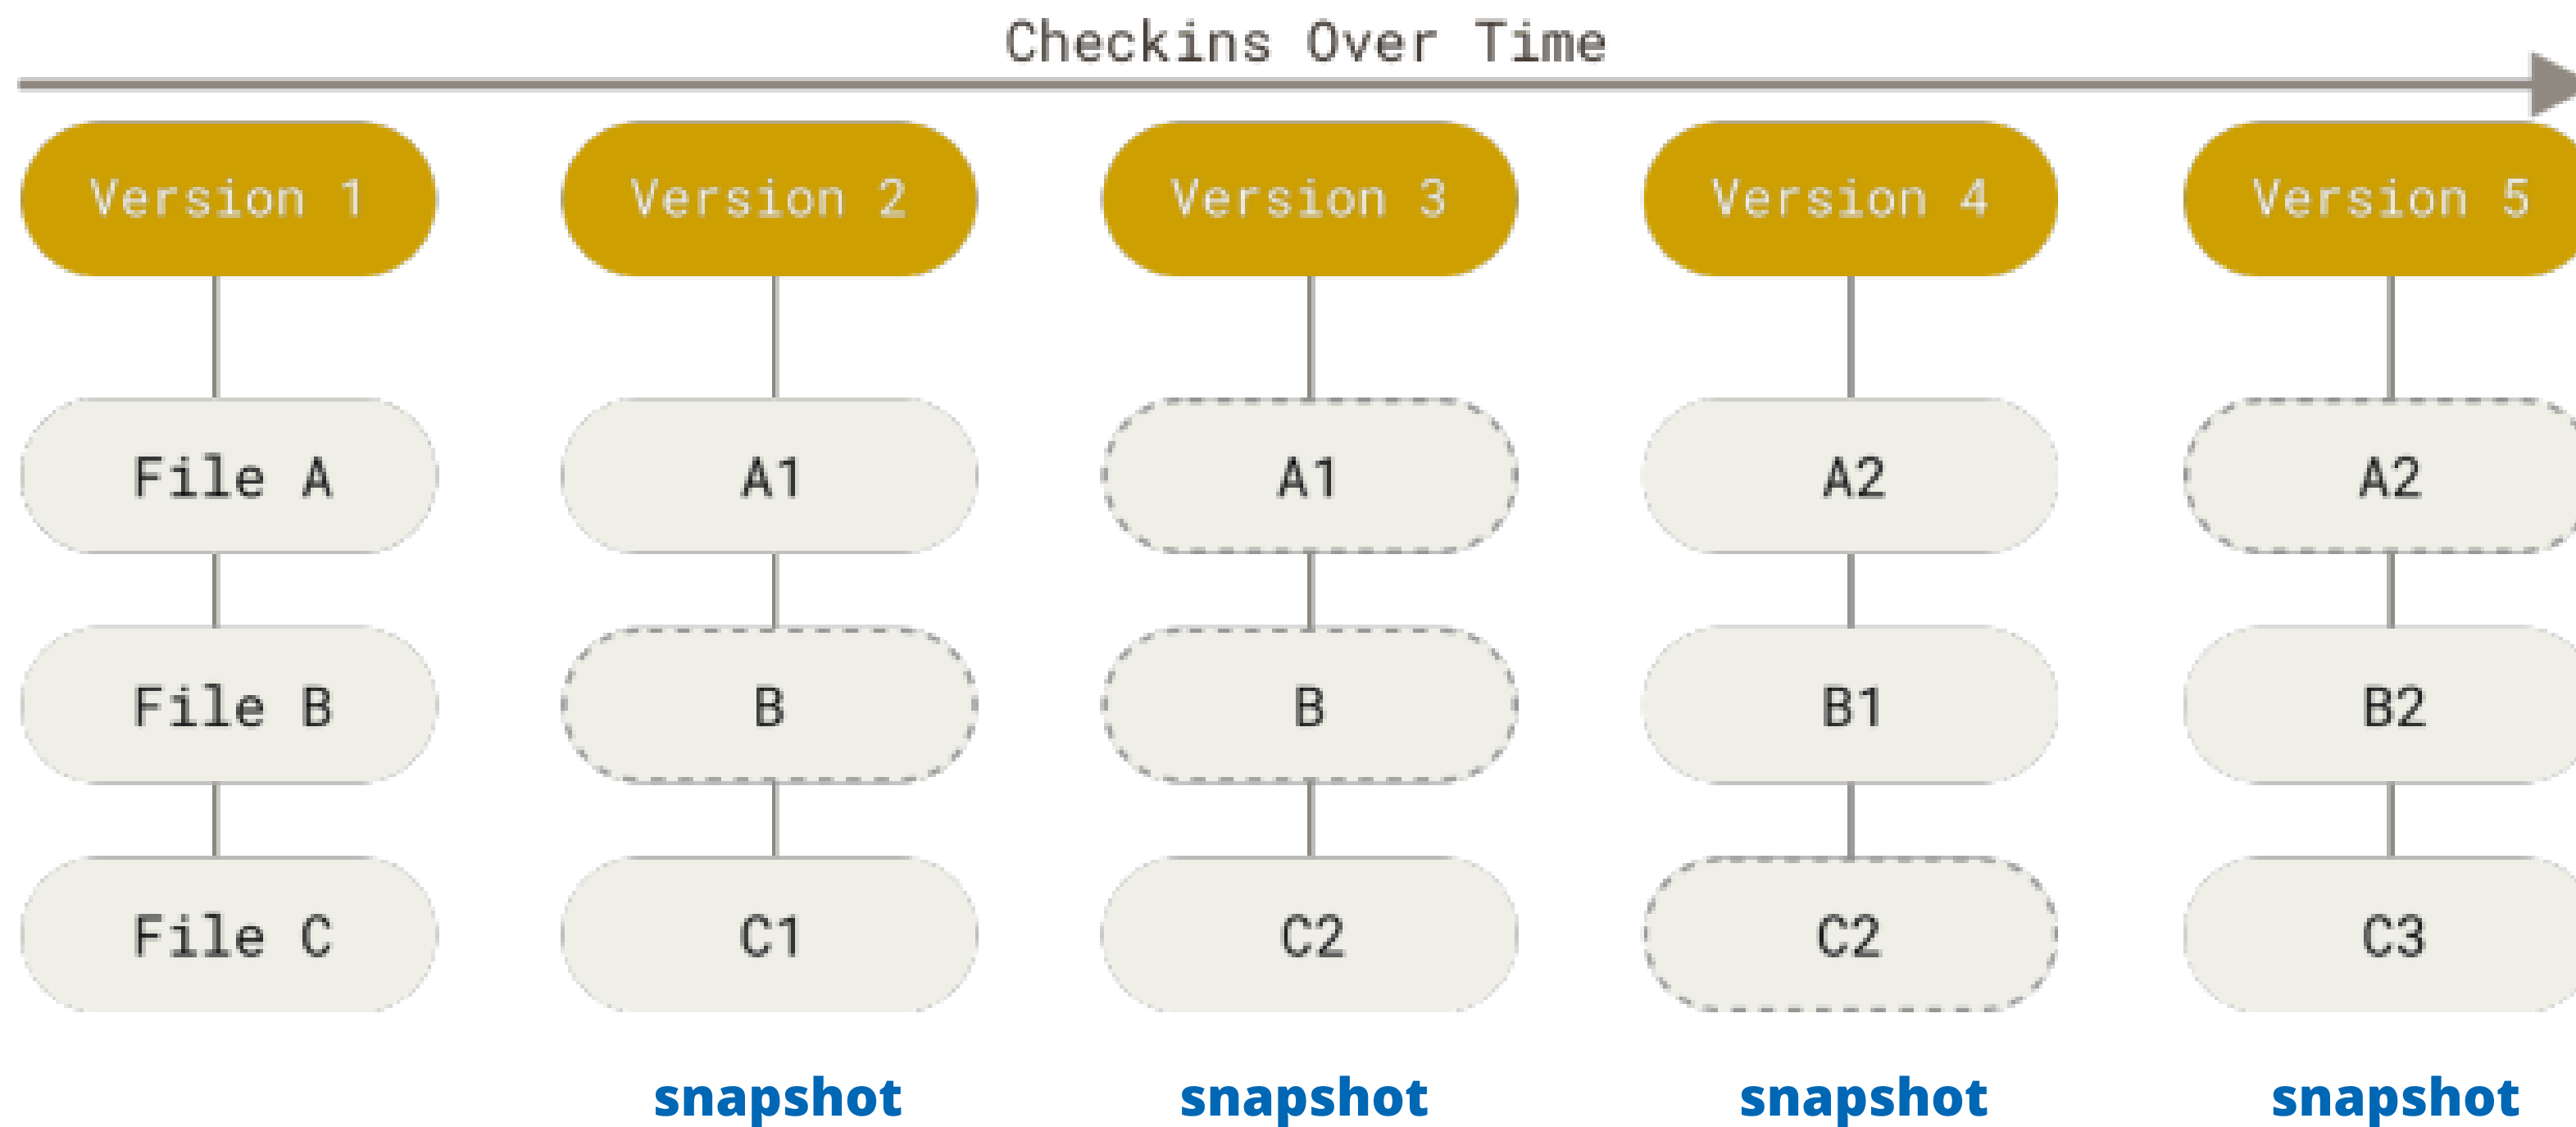 Checkins Over Time
Version 1 Version 2 Version 3 Version 4 Version 5
File A A1 A1 A2 A2
File B B B B1 B2
File C C1 C2 C2 C3
snapshot snapshot snapshot snapshot